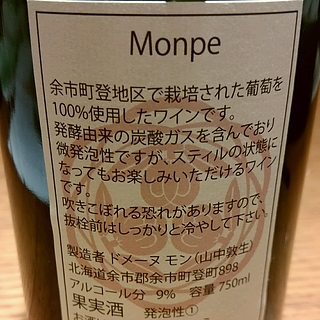 Monpe
余市町登地区で栽培された葡萄を
100%使用したワインです。
発酵由来の炭酸ガスを含んでおり
微発泡性ですが、スティルの状態に
なってもお楽しみいただけるワイン
です。
吹きこぼれる恐れがありますので、
抜栓前はしっかりと冷やして下さい。
製造者 ドメーヌ モン（山中敦生）
北海道余市郡余市町登町898
アルコール分 9% 容量 750ml
果実酒 発泡性①